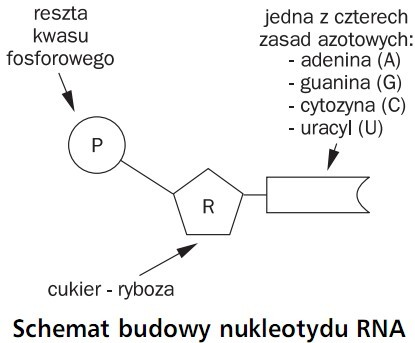 reszta
kwasu
fosforowego
jedna z czterech
zasad azotowych:
- adenina (A)
- guanina (G)
- cytozyna (C)
- uracyl (U)
P
R
cukier - ryboza
Schemat budowy nukleotydu RNA